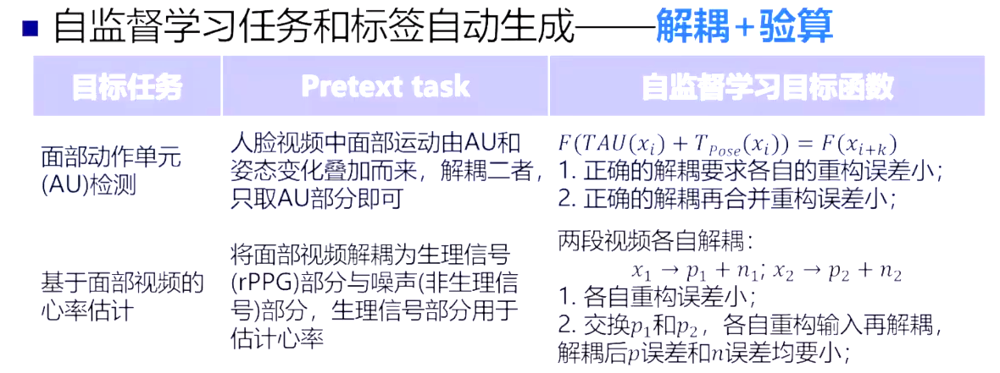 自监督学习任务和标签自动生成——解耦+验算
目标任务
Pretext task
自监督学习目标函数
面部动作单元
(AU)检测
人脸视频中面部运动由AU和
姿态变化叠加而来，解耦二者，
只取AU部分即可
F(TAU(x_i) + T_{Pose}(x_i)) = F(x_{i+k})
1. 正确的解耦要求各自的重构误差小；
2. 正确的解耦再合并重构误差小；
基于面部视频的
心率估计
将面部视频解耦为生理信号
(rPPG)部分与噪声(非生理信
号)部分，生理信号部分用于
估计心率
两段视频各自解耦：
x_1 → p_1 + n_1; x_2 → p_2 + n_2
1. 各自重构误差小；
2. 交换p_1和p_2，各自重构输入再解耦，
解耦后p误差和n误差均要小；